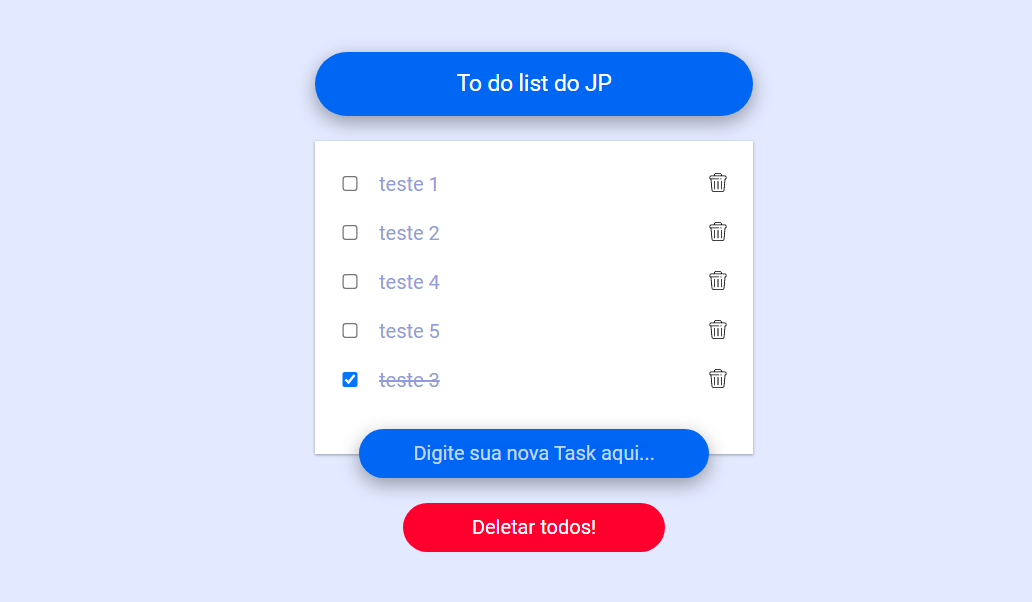 To do list do JP
teste 1
teste 2
teste 4
teste 5
teste 3
Digite sua nova Task aqui...
Deletar todos!